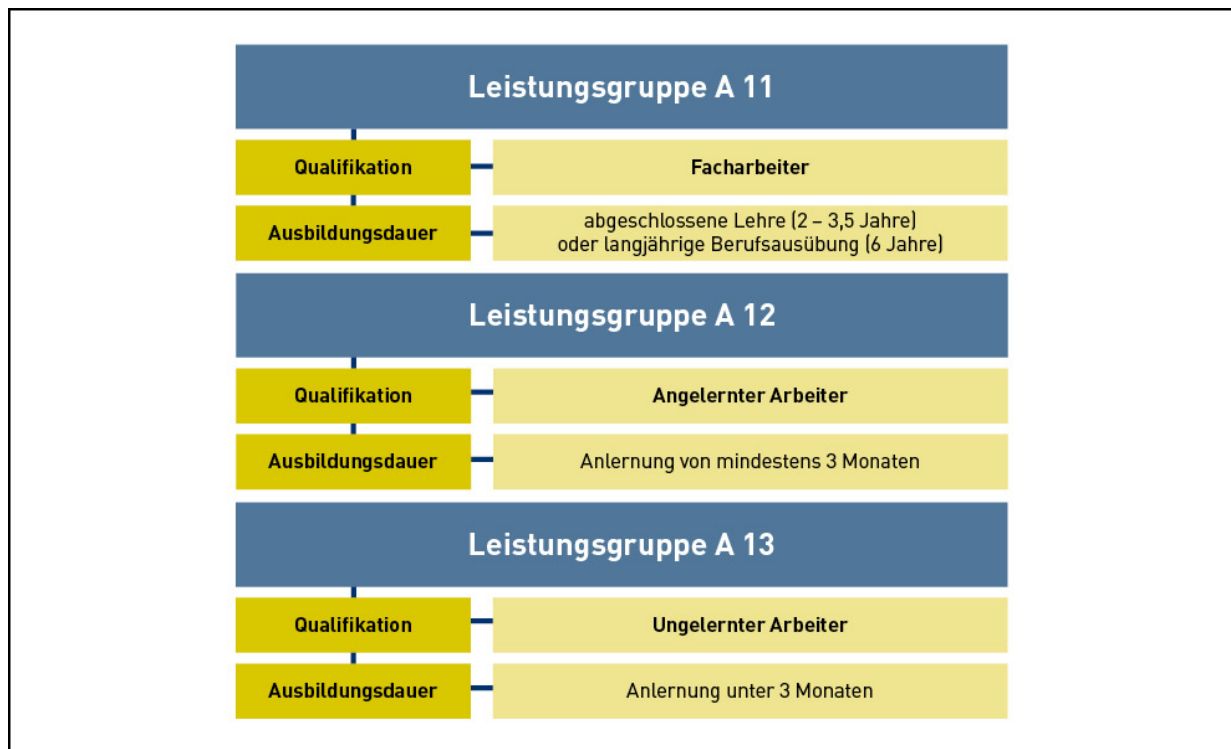 Leistungsgruppe A 11
Qualifikation
Facharbeiter
Ausbildungsdauer
abgeschlossene Lehre (2 – 3,5 Jahre)
oder langjährige Berufsausübung (6 Jahre)
Leistungsgruppe A 12
Qualifikation
Angelernter Arbeiter
Ausbildungsdauer
Anlernung von mindestens 3 Monaten
Leistungsgruppe A 13
Qualifikation
Ungelernter Arbeiter
Ausbildungsdauer
Anlernung unter 3 Monaten